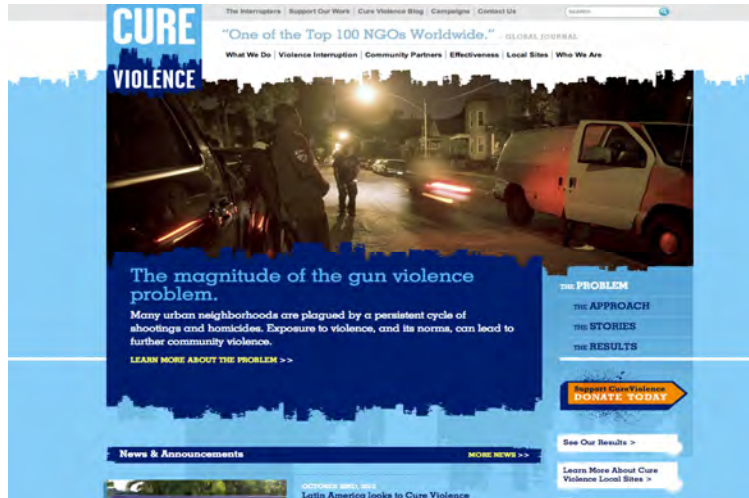 CURE
VIOLENCE
The Interrupters | Support Our Work | Cure Violence Blog | Campaigns | Contact Us
SEARCH
“One of the Top 100 NGOs Worldwide.” - GLOBAL JOURNAL
What We Do | Violence Interruption | Community Partners | Effectiveness | Local Sites | Who We Are
The magnitude of the gun violence
problem.
Many urban neighborhoods are plagued by a persistent cycle of
shootings and homicides. Exposure to violence, and its norms, can lead to
further community violence.
LEARN MORE ABOUT THE PROBLEM >>
THE PROBLEM
THE APPROACH
THE STORIES
THE RESULTS
Support CureViolence
DONATE TODAY
See Our Results >
Learn More About Cure
Violence Local Sites >
News & Announcements
MORE NEWS >>
OCTOBER
Latin America looks to Cure Violence